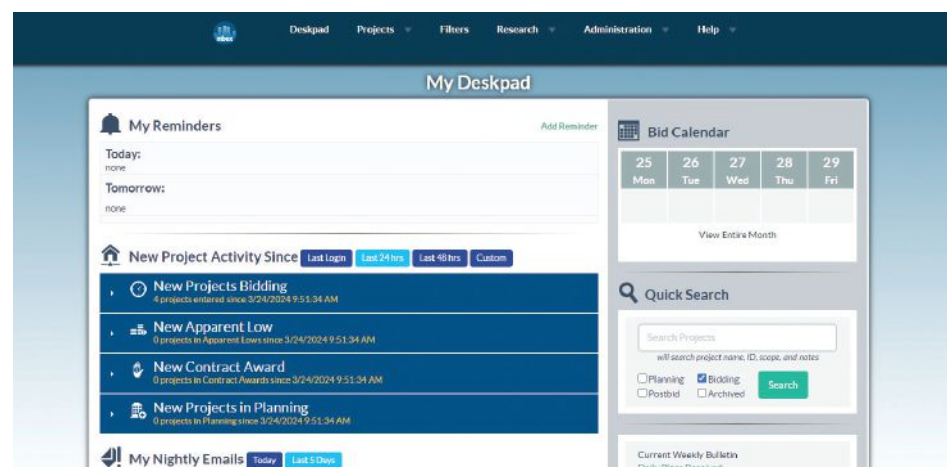 Deskpad Projects Filters Research Administration Help
My Deskpad
My Reminders Add Reminder
Today:
none
Tomorrow:
none
New Project Activity Since Last Login Last 24 hrs Last 48 hrs Custom
New Projects Bidding
4 projects entered since 3/24/2024 9:51:34 AM
New Apparent Low
0 projects in Apparent Lows since 3/24/2024 9:51:34 AM
New Contract Award
0 projects in Contract Awards since 3/24/2024 9:51:34 AM
New Projects in Planning
0 projects in Planning since 3/24/2024 9:51:34 AM
My Nightly Emails Today Last 5 Days
Bid Calendar
25 26 27 28 29
Mon Tue Wed Thu Fri
View Entire Month
Quick Search
Search Projects
will search project name, ID, scope, and notes
Planning Bidding
Postbid Archived
Search
Current Weekly Bulletin